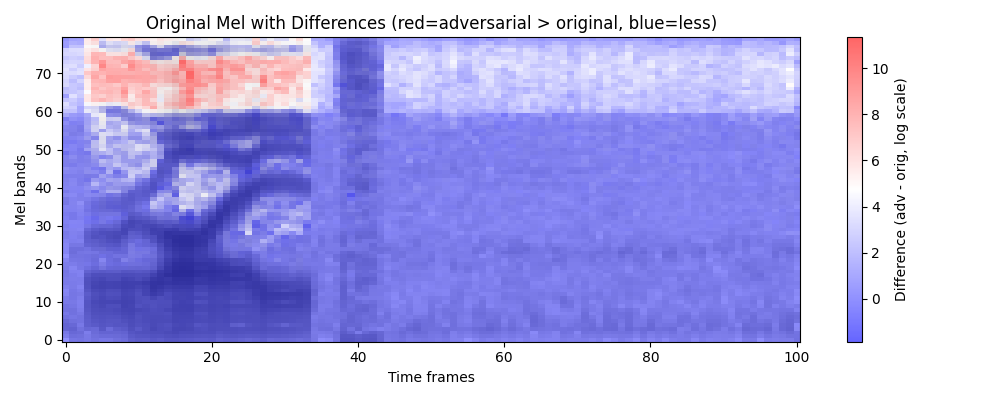 Original Mel with Differences (red=adversarial > original, blue=less)
Mel bands
70
60
50
40
30
20
10
0
0 20 40 60 80 100
Time frames
10
8
6
4
2
0
Difference (adv - orig, log scale)